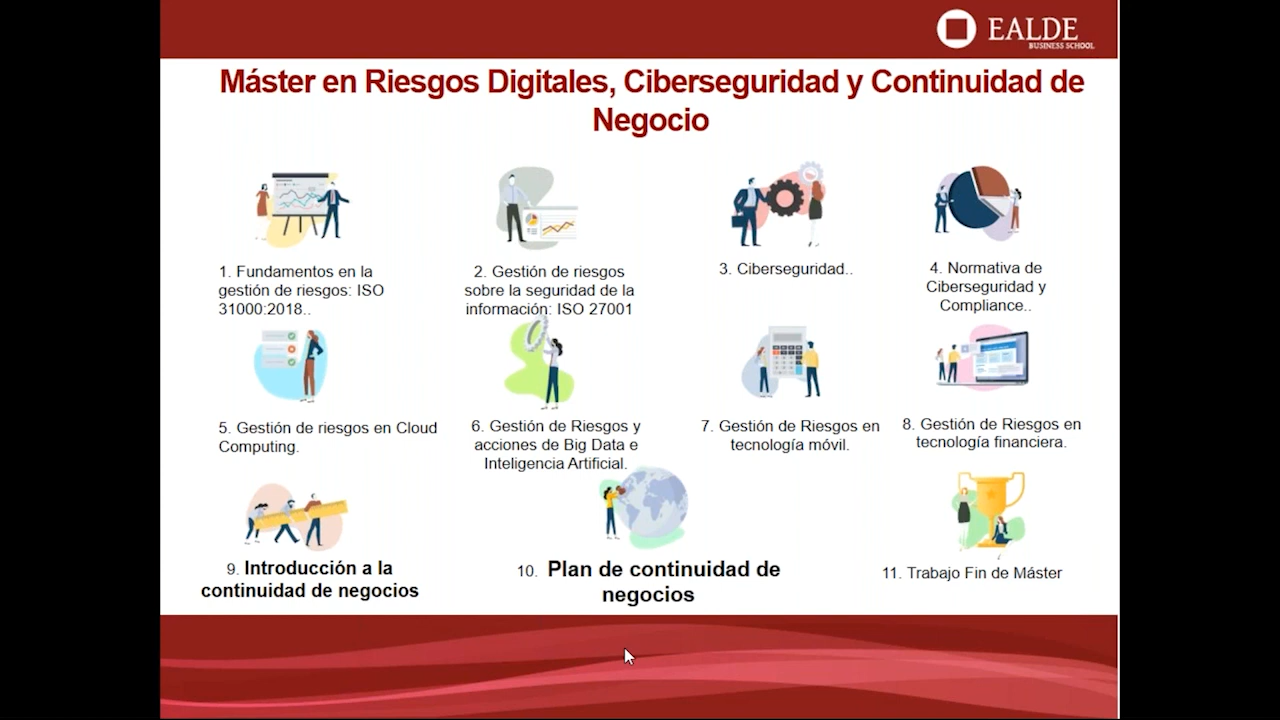 EALDE
BUSINESS SCHOOL
Máster en Riesgos Digitales, Ciberseguridad y Continuidad de
Negocio
1. Fundamentos en la
gestión de riesgos: ISO
31000:2018..
2. Gestión de riesgos
sobre la seguridad de la
información: ISO 27001
3. Ciberseguridad..
4. Normativa de
Ciberseguridad y
Compliance..
5. Gestión de riesgos en Cloud
Computing.
6. Gestión de Riesgos y
acciones de Big Data e
Inteligencia Artificial.
7. Gestión de Riesgos en
tecnología móvil.
8. Gestión de Riesgos en
tecnología financiera.
9. Introducción a la
continuidad de negocios
10. Plan de continuidad de
negocios
11. Trabajo Fin de Máster